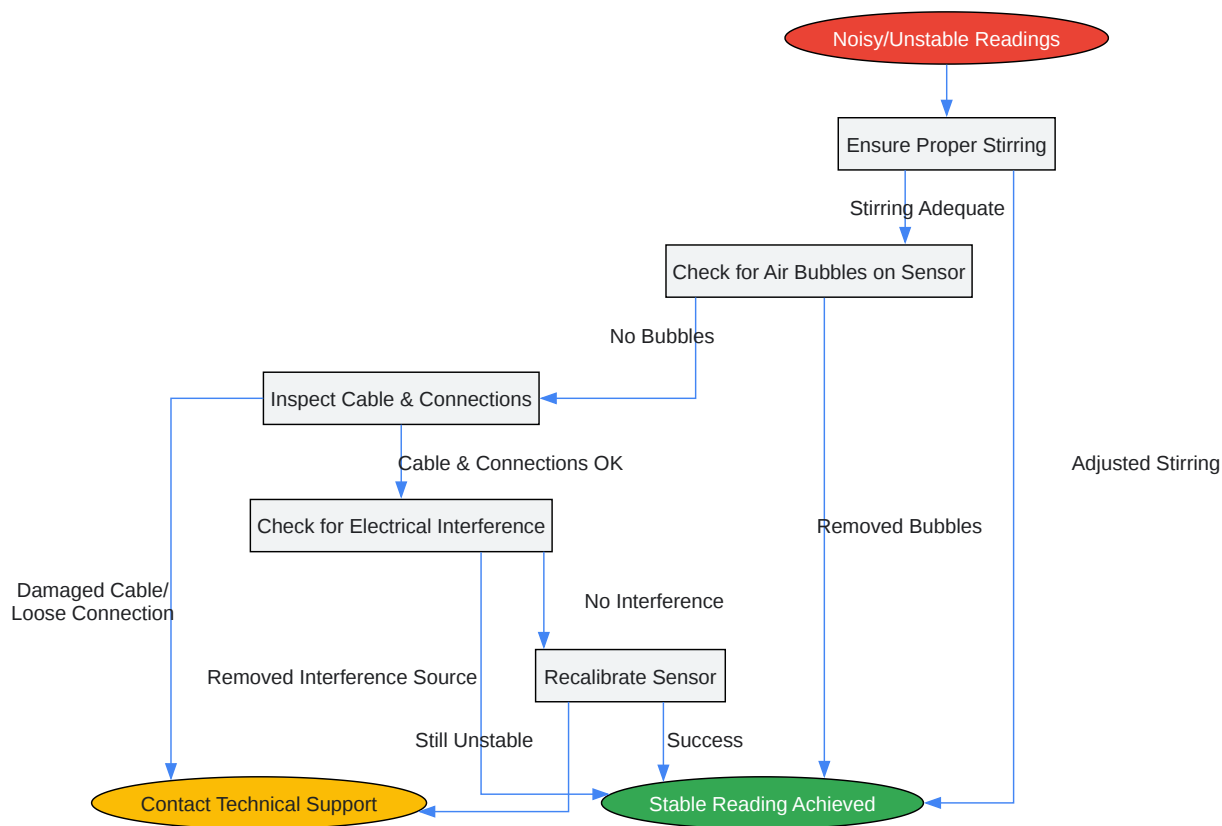 Noisy/Unstable Readings
Ensure Proper Stirring
Stirring Adequate
Check for Air Bubbles on Sensor
No Bubbles
Inspect Cable & Connections
Cable & Connections OK
Adjusted Stirring
Check for Electrical Interference
Removed Bubbles
Damaged Cable/
Loose Connection
No Interference
Removed Interference Source
Recalibrate Sensor
Still Unstable
Success
Contact Technical Support
Stable Reading Achieved